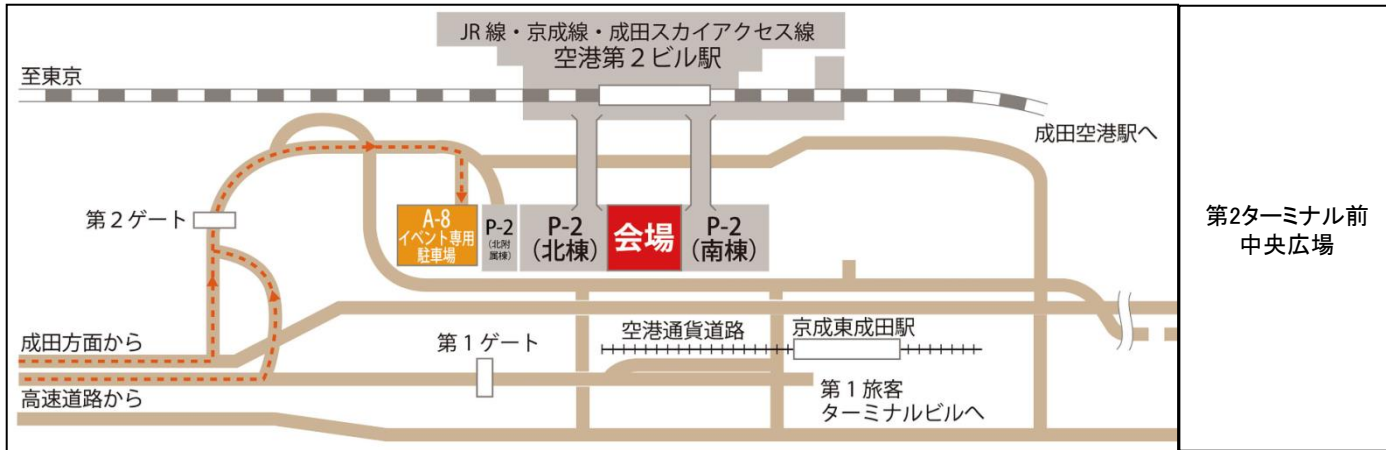 JR線・京成線・成田スカイアクセス線
空港第2ビル駅
至東京
成田空港駅へ
第2ゲート
A-8
イベント専用
駐車場
P-2
(北附
属棟)
P-2
(北棟)
会場
P-2
(南棟)
第2ターミナル前
中央広場
成田方面から
第1ゲート
空港通貨道路
京成東成田駅
高速道路から
第1旅客
ターミナルビルへ